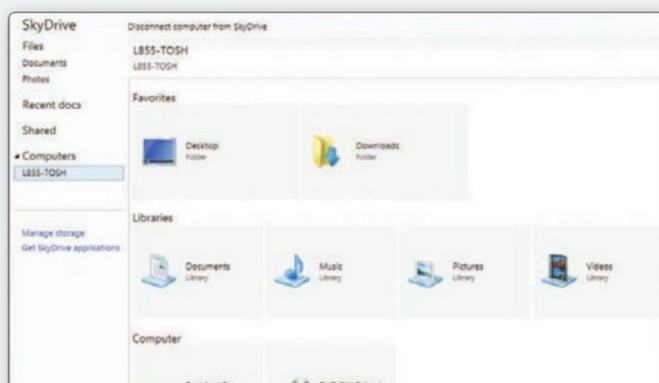 SkyDrive
Files
Documents
Photos
Recent docs
Shared
Computers
L855-TOSH
Manage storage
Get SkyDrive applications
Disconnect computer from SkyDrive
L855-TOSH
L855-TOSH
Favorites
Desktop
Folder
Downloads
Folder
Libraries
Documents
Library
Music
Library
Pictures
Library
Videos
Library
Computer